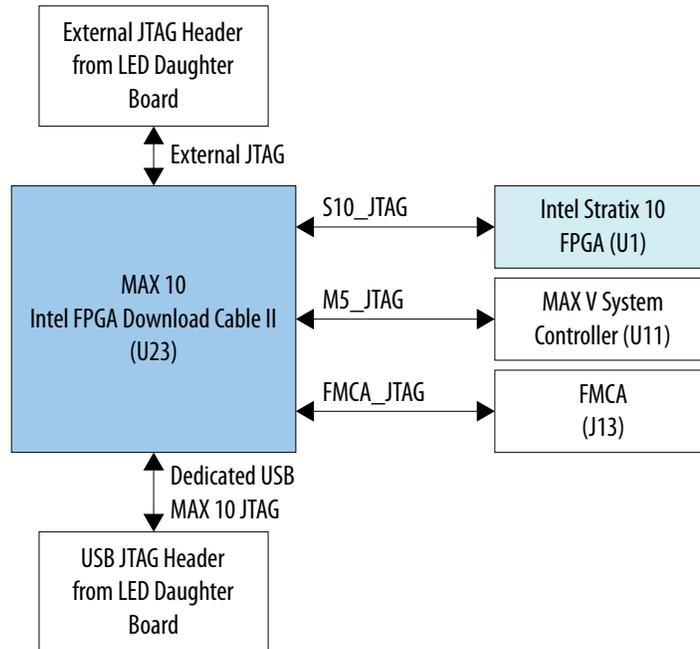 External JTAG Header
from LED Daughter
Board
External JTAG
S10_JTAG
Intel Stratix 10
FPGA (U1)
MAX 10
Intel FPGA Download Cable II
(U23)
M5_JTAG
MAX V System
Controller (U11)
FMCA_JTAG
FMCA
(J13)
Dedicated USB
MAX 10 JTAG
USB JTAG Header
from LED Daughter
Board